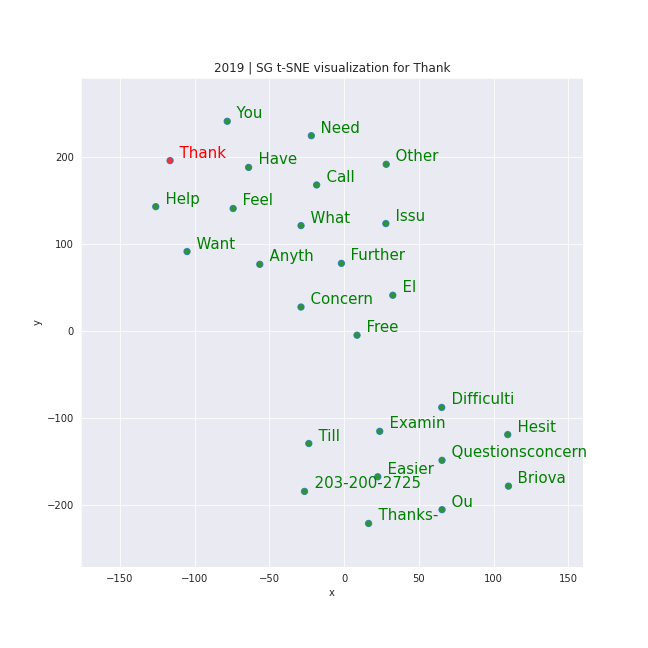 2019 | SG t-SNE visualization for Thank
You
Need
Thank
Have
Other
Call
Help
Feel
What
Issu
Want
Anyth
Further
El
Concern
Free
Difficulti
Examin
Hesit
Till
Questionsconcern
Easier
Briova
203-200-2725
Ou
Thanks-
200
100
0
−100
−200
y
−150
−100
−50
0
50
100
150
x